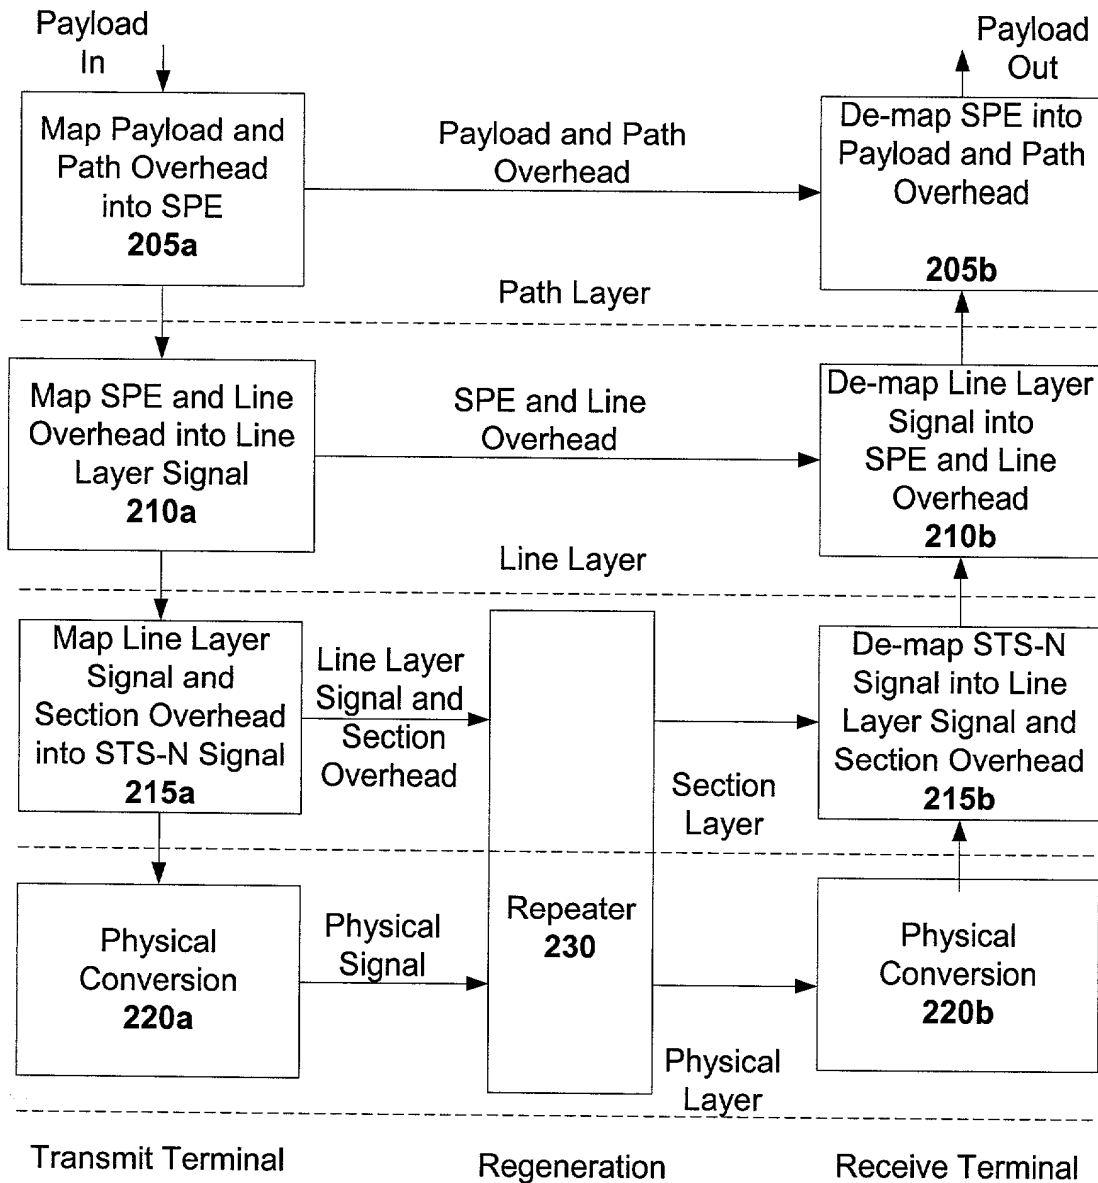 Payload
In
Payload
Out
Map Payload and
Path Overhead
into SPE
205a
Payload and Path
Overhead
De-map SPE into
Payload and Path
Overhead
205b
Path Layer
Map SPE and Line
Overhead into Line
Layer Signal
210a
SPE and Line
Overhead
De-map Line Layer
Signal into
SPE and Line
Overhead
210b
Line Layer
Map Line Layer
Signal and
Section Overhead
into STS-N Signal
215a
Line Layer
Signal and
Section
Overhead
De-map STS-N
Signal into Line
Layer Signal and
Section Overhead
215b
Section
Layer
Physical
Conversion
220a
Physical
Signal
Repeater
230
Physical
Conversion
220b
Physical
Layer
Transmit Terminal
Regeneration
Receive Terminal